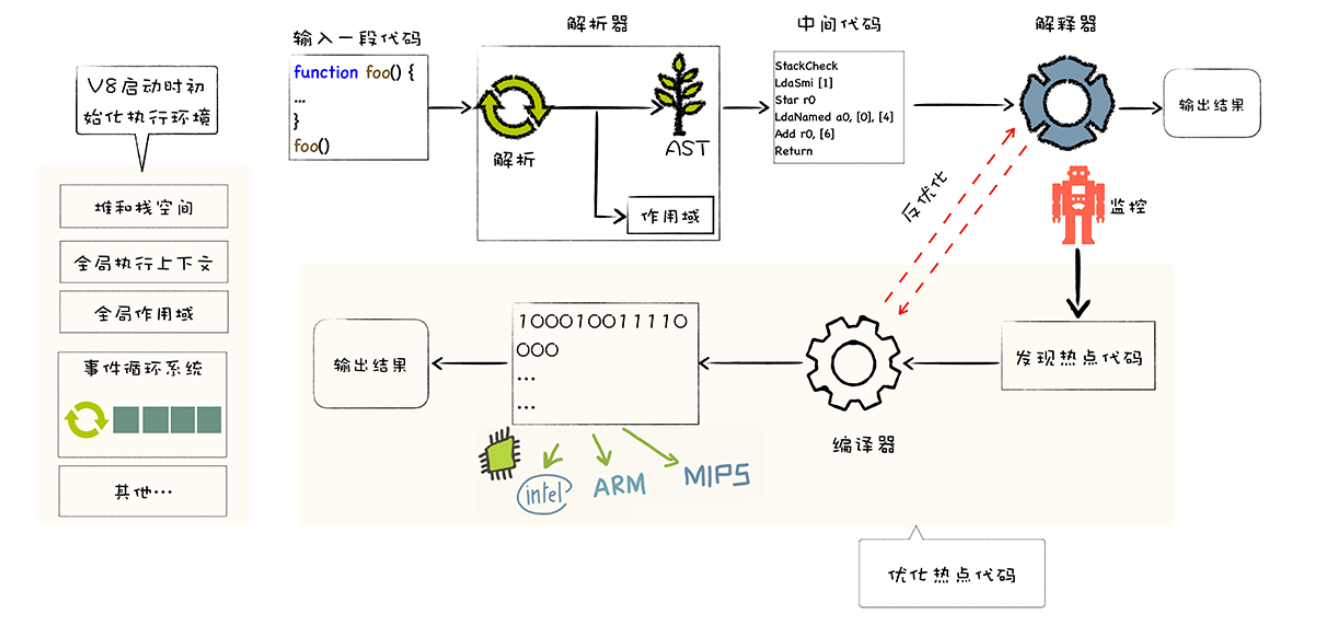 V8启动时初
始化执行环境
堆和栈空间
全局执行上下文
全局作用域
事件循环系统
其他…
输入一段代码
function foo() {
...
}
foo()
解析器
解析
AST
作用域
中间代码
StackCheck
LdaSmi [1]
Star r0
LdaNamed a0, [0], [4]
Add r0, [6]
Return
解释器
输出结果
反优化
监控
发现热点代码
编译器
100010011110
000
...
...
intel
ARM
MIPS
输出结果
优化热点代码